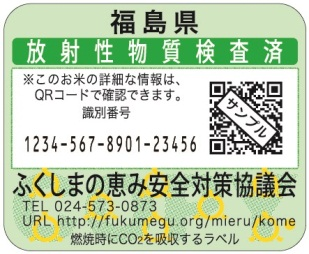 福島県
放射性物質検査済
※このお米の詳細な情報は、
QRコードで確認できます。
識別番号
1234-567-8901-23456
サンプル
ふくしまの恵み安全対策協議会
TEL 024-573-0873
URL http://fukumegu.org/mieru/kome
燃焼時にCO2を吸収するラベル